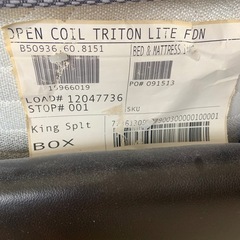 OPEN COIL TRITON LITE FDN
B50936.60.8151
BED & MATTRESS
15966019
PO# 091513
LOAD# 12047736
STOP# 001
SKU
King Splt
BOX